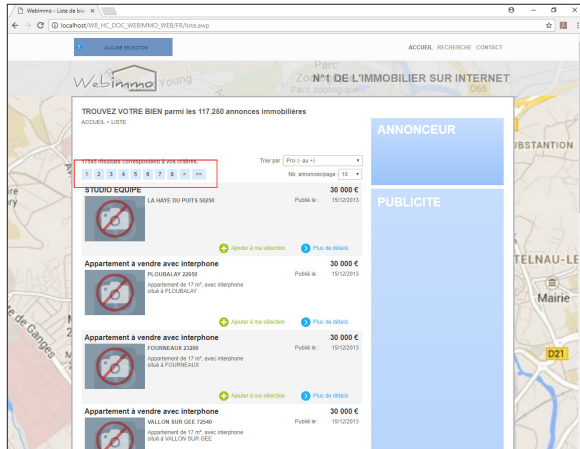 WebImmo - Liste de bien
localhost/WB_HC_DOC_WEBIMMO_WEB/FR/liste.awp
AUCUNE SELECTION
ACCUEIL RECHERCHE CONTACT
Webimmo
Young
Parc
Parc zoologique
N°1 DE L'IMMOBILIER SUR INTERNET
D65
TROUVEZ VOTRE BIEN parmi les 117.250 annonces immobilières
ACCUEIL > LISTE
ANNONCEUR
17545 résultats correspondent à vos critères.
Trier par : Prix (- au +)
1 2 3 4 5 6 7 8 > >>
Nb. annonces/page 10
STUDIO EQUIPE
30 000 €
LA HAYE DU PUITS 50250
Publié le : 15/12/2013
PUBLICITE
Ajouter à ma sélection
Plus de détails
Appartement à vendre avec interphone
30 000 €
PLOUBALAY 22650
Publié le : 15/12/2013
Appartement de 17 m², avec interphone
situé à PLOUBALAY
Ajouter à ma sélection
Plus de détails
Mairie
Appartement à vendre avec interphone
30 000 €
FOURNEAUX 23200
Publié le : 15/12/2013
Appartement de 17 m², avec interphone
situé à FOURNEAUX
D21
Ajouter à ma sélection
Plus de détails
Appartement à vendre avec interphone
30 000 €
VALLON SUR GEE 72540
Publié le : 15/12/2013
Appartement de 17 m², avec interphone
situé à VALLON SUR GEE